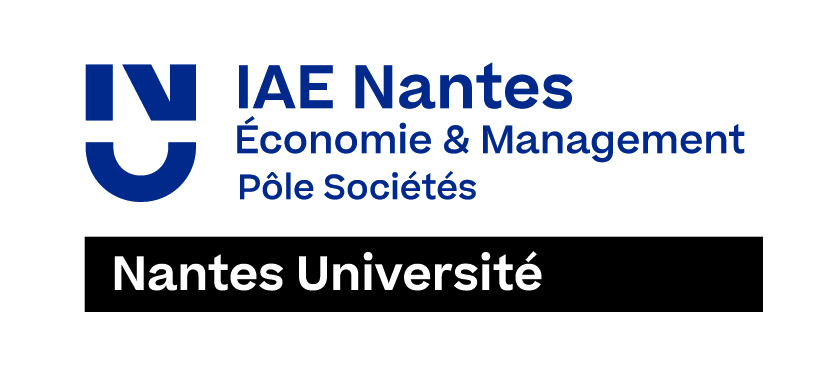 IAE Nantes
Économie & Management
Pôle Sociétés
Nantes Université